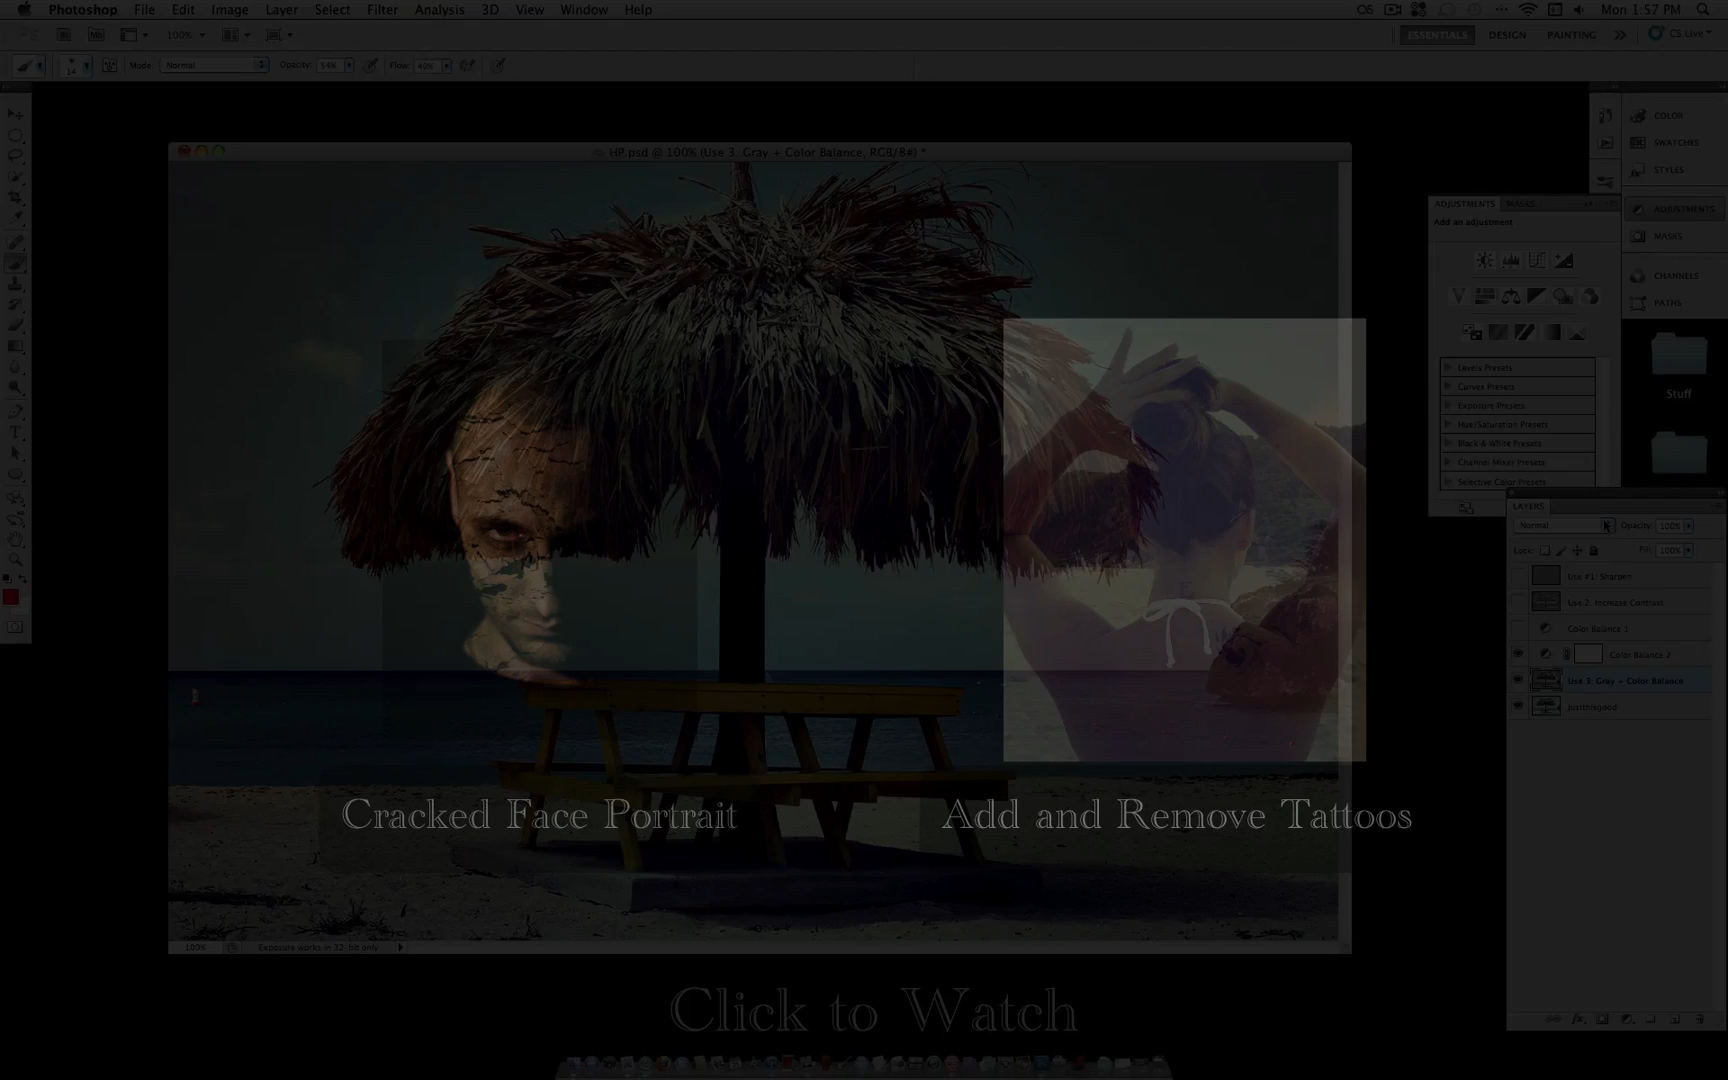 Photoshop File Edit Image Layer Select Filter Analysis 3D View Window Help
Mon 1:57 PM
Br Mb 100%
ESSENTIALS DESIGN PAINTING CS Live
14 Mode Normal Opacity: 54% Flow: 40%
HP.psd @ 100% (Use 3: Gray + Color Balance, RGB/8#) *
COLOR
SWATCHES
STYLES
ADJUSTMENTS
MASKS
CHANNELS
PATHS
Stuff
ADJUSTMENTS MASKS
Add an adjustment
Levels Presets
Curves Presets
Exposure Presets
Hue/Saturation Presets
Black & White Presets
Channel Mixer Presets
Selective Color Presets
LAYERS
Normal Opacity: 100%
Lock: Fill: 100%
Use #1: Sharpen
Use 2: Increase Contrast
Color Balance 1
Color Balance 2
Use 3: Gray + Color Balance
Justthisgood
Cracked Face Portrait
Add and Remove Tattoos
100% Exposure works in 32-bit only
Click to Watch